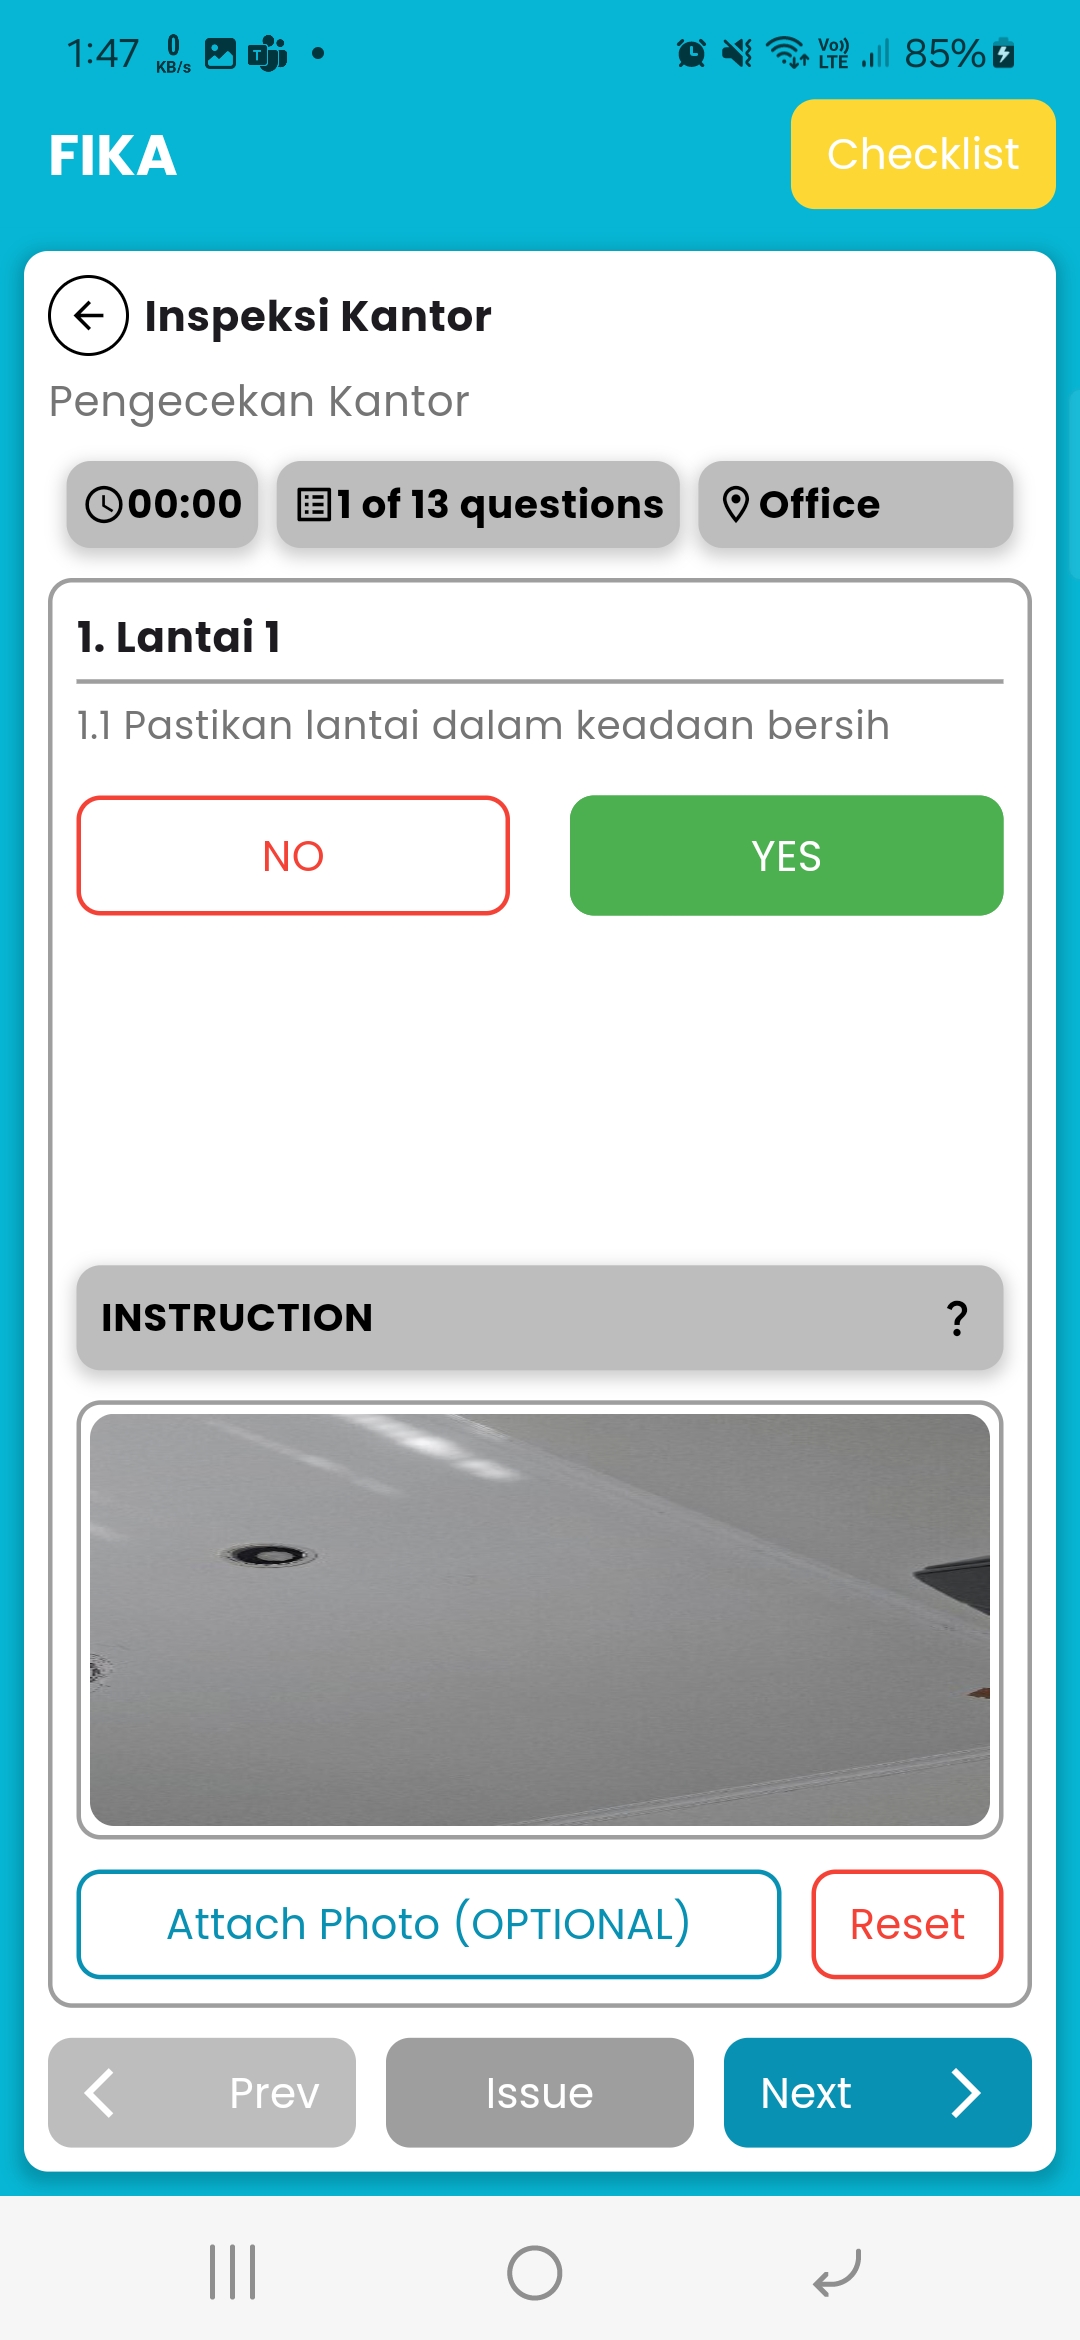 1:47 0 KB/s Vo)) LTE 85%
FIKA
Checklist
Inspeksi Kantor
Pengecekan Kantor
00:00 1 of 13 questions Office
1. Lantai 1
1.1 Pastikan lantai dalam keadaan bersih
NO YES
INSTRUCTION ?
Attach Photo (OPTIONAL) Reset
Prev Issue Next